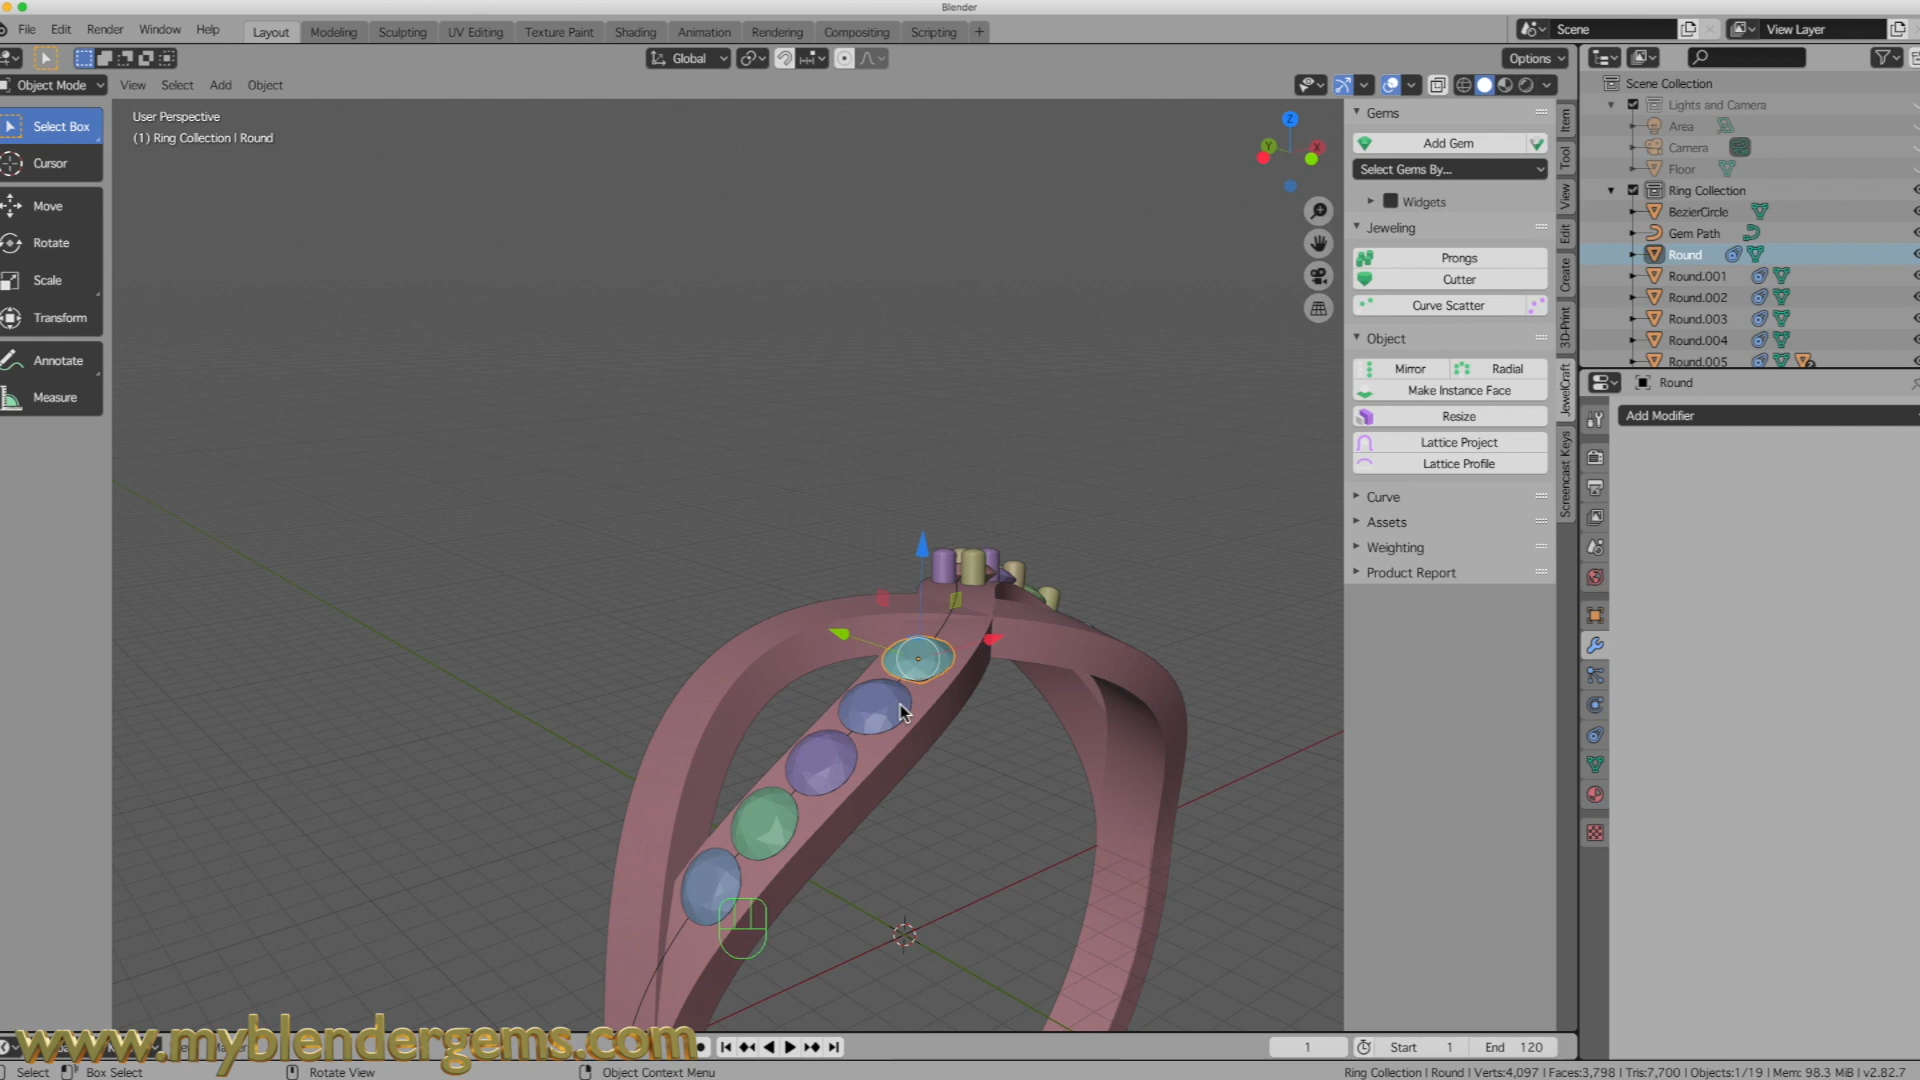 Blender
File Edit Render Window Help Layout Modeling Sculpting UV Editing Texture Paint Shading Animation Rendering Compositing Scripting + Scene View Layer
Global Options
Object Mode View Select Add Object
User Perspective
(1) Ring Collection | Round
Select Box
Cursor
Move
Rotate
Scale
Transform
Annotate
Measure
Z
Y
X
Gems
Add Gem
Select Gems By...
Widgets
Jeweling
Prongs
Cutter
Curve Scatter
Object
Mirror Radial
Make Instance Face
Resize
Lattice Project
Lattice Profile
Curve
Assets
Weighting
Product Report
Item
Tool
View
Edit
Create
3D-Print
JewelCraft
Screencast Keys
Scene Collection
Lights and Camera
Area
Camera
Floor
Ring Collection
BezierCircle
Gem Path
Round
Round.001
Round.002
Round.003
Round.004
Round.005
Round
Add Modifier
www.myblendergems.com
1 Start 1 End 120
Select Box Select Rotate View Object Context Menu Ring Collection | Round | Verts:4,097 | Faces:3,798 | Tris:7,700 | Objects:1/19 | Mem: 98.3 MiB | v2.82.7